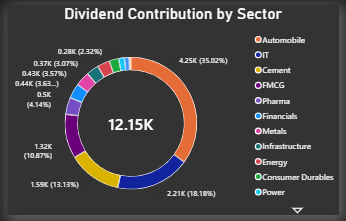 Dividend Contribution by Sector
0.28K (2.32%)
0.37K (3.07%)
0.43K (3.57%)
0.44K (3.63...)
0.5K
(4.14%)
1.32K
(10.87%)
1.59K (13.13%)
2.21K (18.18%)
4.25K (35.02%)
12.15K
Automobile
IT
Cement
FMCG
Pharma
Financials
Metals
Infrastructure
Energy
Consumer Durables
Power